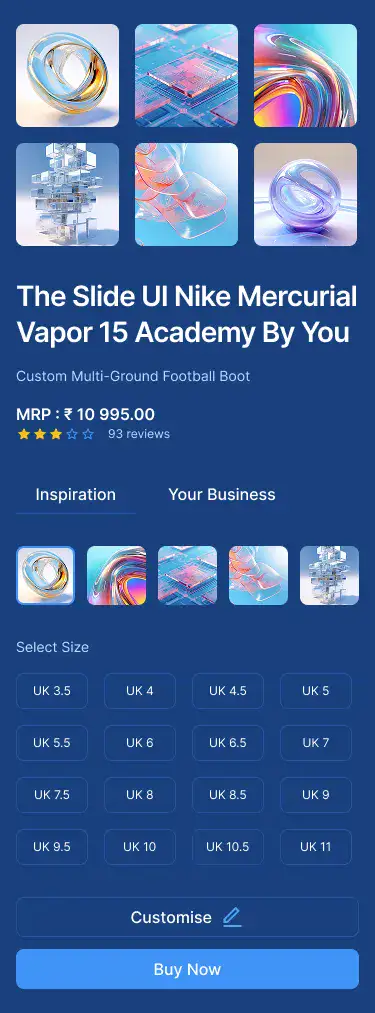 The Slide UI Nike Mercurial
Vapor 15 Academy By You
Custom Multi-Ground Football Boot
MRP : ₹ 10 995.00
93 reviews
Inspiration
Your Business
Select Size
UK 3.5
UK 4
UK 4.5
UK 5
UK 5.5
UK 6
UK 6.5
UK 7
UK 7.5
UK 8
UK 8.5
UK 9
UK 9.5
UK 10
UK 10.5
UK 11
Customise
Buy Now